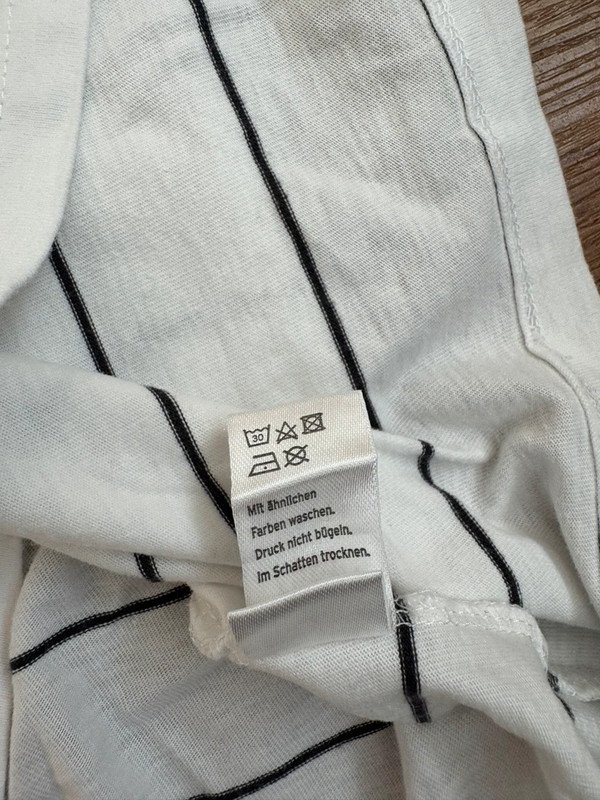 30
Mit ähnlichen
Farben waschen.
Druck nicht bügeln.
Im Schatten trocknen.